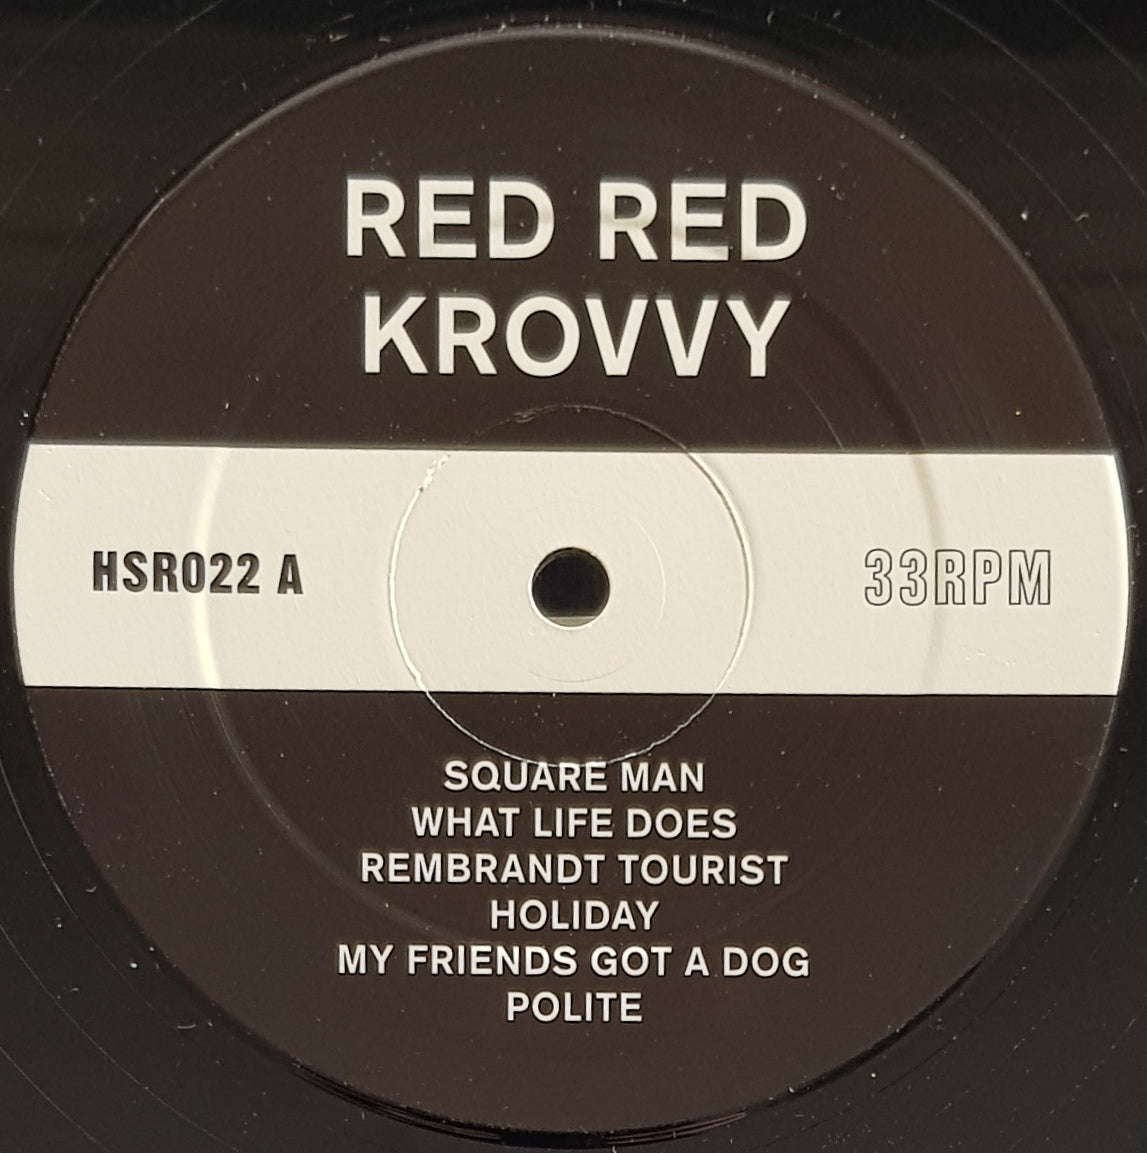 RED RED
KROVVY
HSR022 A
33RPM
SQUARE MAN
WHAT LIFE DOES
REMBRANDT TOURIST
HOLIDAY
MY FRIENDS GOT A DOG
POLITE